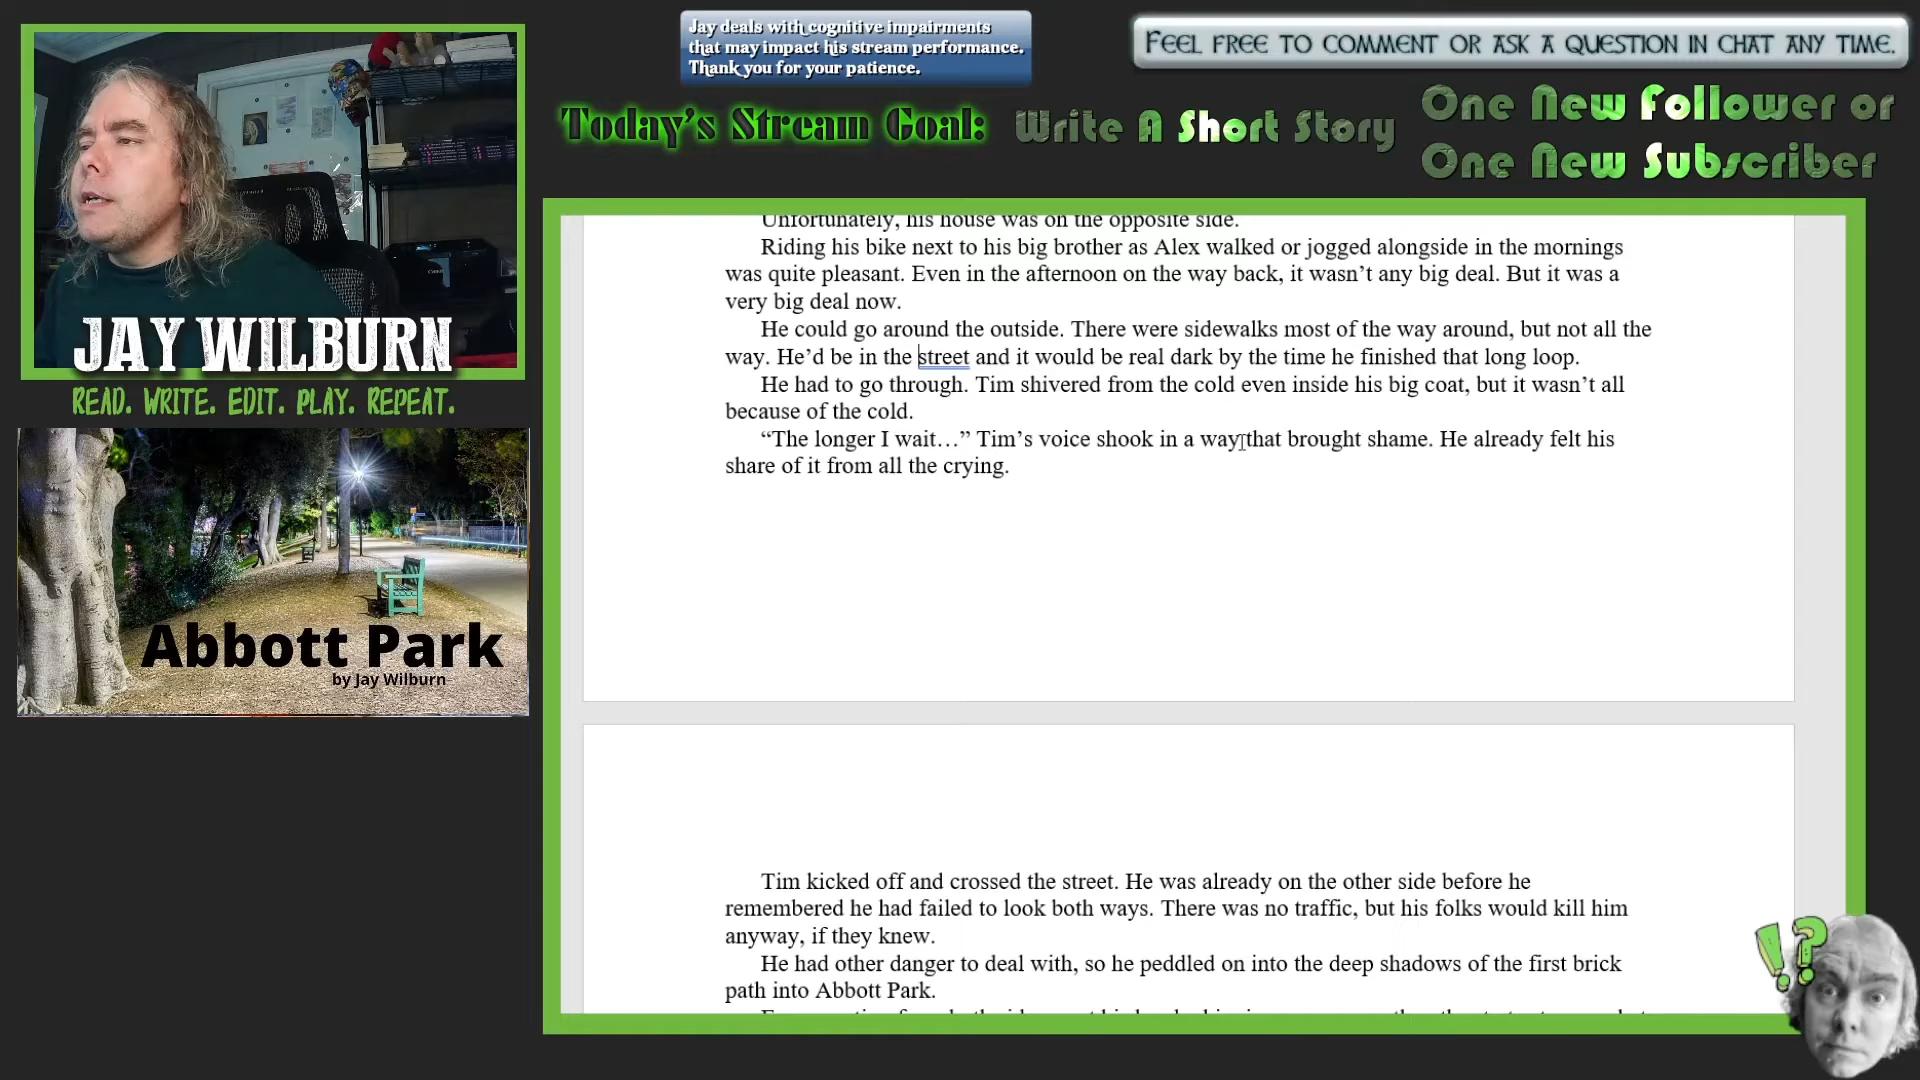 Jay deals with cognitive impairments
that may impact his stream performance.
Thank you for your patience.
Feel free to comment or ask a question in chat any time.
Today's Stream Goal:
Write A Short Story
One New Follower or
One New Subscriber
JAY WILBURN
READ. WRITE. EDIT. PLAY. REPEAT.
Abbott Park
by Jay Wilburn
Unfortunately, his house was on the opposite side.
Riding his bike next to his big brother as Alex walked or jogged alongside in the mornings
was quite pleasant. Even in the afternoon on the way back, it wasn’t any big deal. But it was a
very big deal now.
He could go around the outside. There were sidewalks most of the way around, but not all the
way. He’d be in the street and it would be real dark by the time he finished that long loop.
He had to go through. Tim shivered from the cold even inside his big coat, but it wasn’t all
because of the cold.
“The longer I wait…” Tim’s voice shook in a way that brought shame. He already felt his
share of it from all the crying.
Tim kicked off and crossed the street. He was already on the other side before he
remembered he had failed to look both ways. There was no traffic, but his folks would kill him
anyway, if they knew.
He had other danger to deal with, so he peddled on into the deep shadows of the first brick
path into Abbott Park.
!?